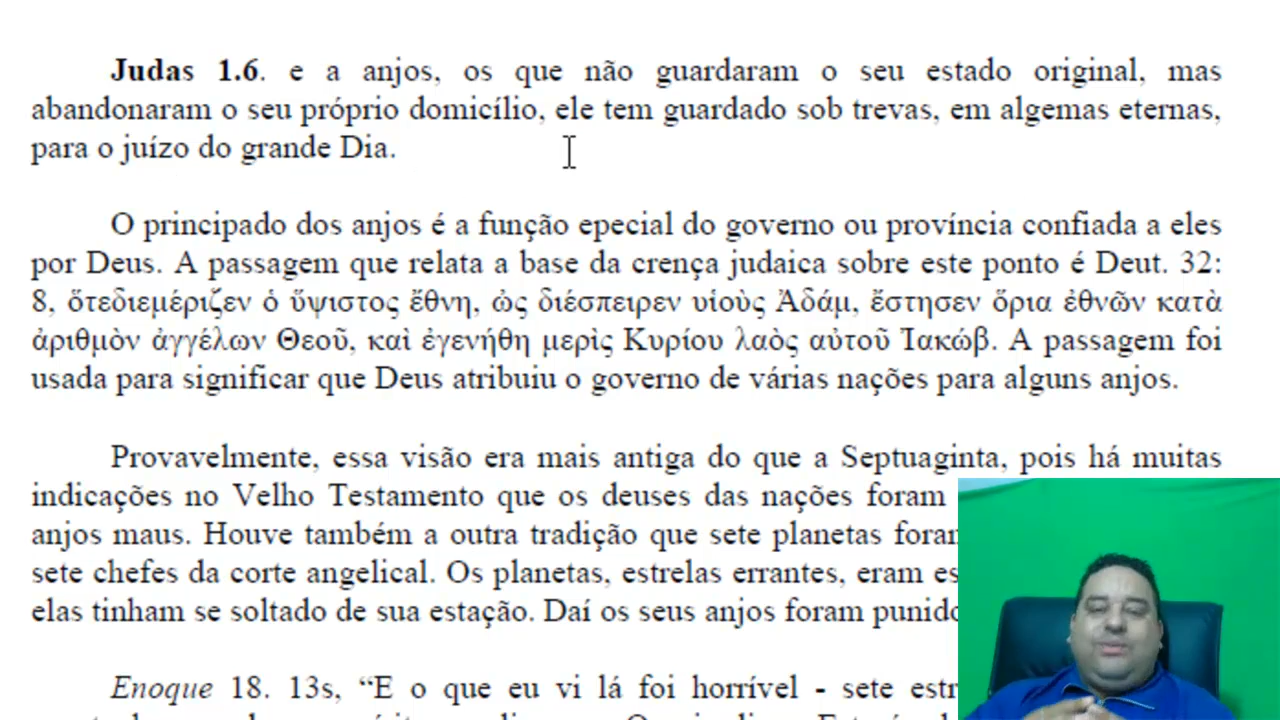 Judas 1.6. e a anjos, os que não guardaram o seu estado original, mas
abandonaram o seu próprio domicílio, ele tem guardado sob trevas, em algemas eternas,
para o juízo do grande Dia.
O principado dos anjos é a função epecial do governo ou província confiada a eles
por Deus. A passagem que relata a base da crença judaica sobre este ponto é Deut. 32:
8, ὅτεδιεμέριζεν ὁ ὕψιστος ἔθνη, ὡς διέσπειρεν υἱοὺς Ἀδάμ, ἔστησεν ὅρια ἐθνῶν κατὰ
ἀριθμὸν ἀγγέλων Θεοῦ, καὶ ἐγενήθη μερὶς Κυρίου λαὸς αὐτοῦ Ἰακώβ. A passagem foi
usada para significar que Deus atribuiu o governo de várias nações para alguns anjos.
Provavelmente, essa visão era mais antiga do que a Septuaginta, pois há muitas
indicações no Velho Testamento que os deuses das nações foram
anjos maus. Houve também a outra tradição que sete planetas
sete chefes da corte angelical. Os planetas, estrelas errantes, eram
elas tinham se soltado de sua estação. Daí os seus anjos foram
Enoque 18. 13s, “E o que eu vi lá foi horrível - sete